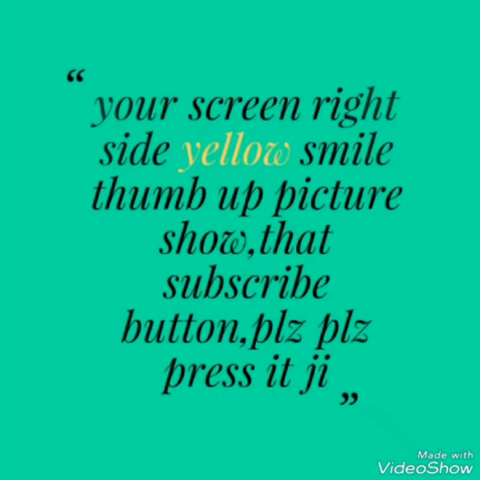 “
your screen right
side yellow smile
thumb up picture
show,that
subscribe
button,plz plz
press it ji
”
Made with
VideoShow